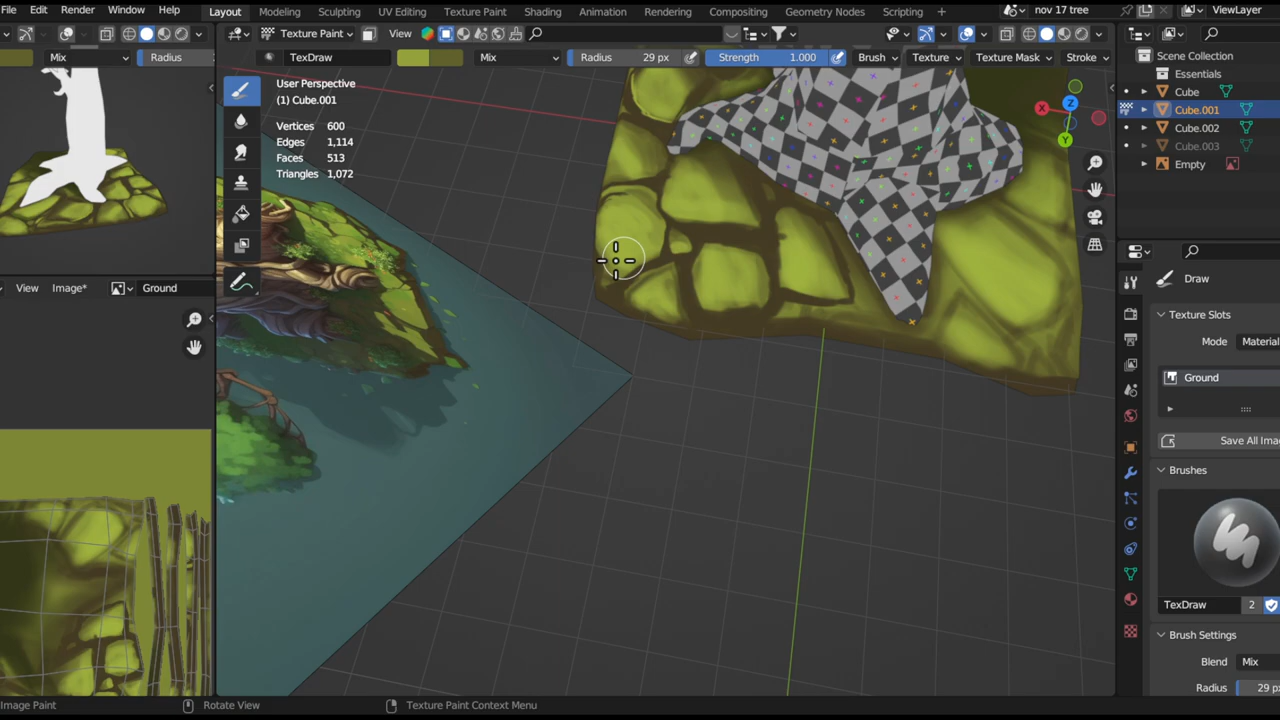 File Edit Render Window Help Layout Modeling Sculpting UV Editing Texture Paint Shading Animation Rendering Compositing Geometry Nodes Scripting + nov 17 tree ViewLayer
Texture Paint View
Mix Radius TexDraw Mix Radius 29 px Strength 1.000 Brush Texture Texture Mask Stroke
Scene Collection
Essentials
Cube
Cube.001
Cube.002
Cube.003
Empty
User Perspective
(1) Cube.001
Vertices 600
Edges 1,114
Faces 513
Triangles 1,072
X
Z
Y
View Image* Ground
Draw
Texture Slots
Mode Material
Ground
Save All Ima
Brushes
TexDraw 2
Brush Settings
Blend Mix
Radius 29 px
Image Paint Rotate View Texture Paint Context Menu